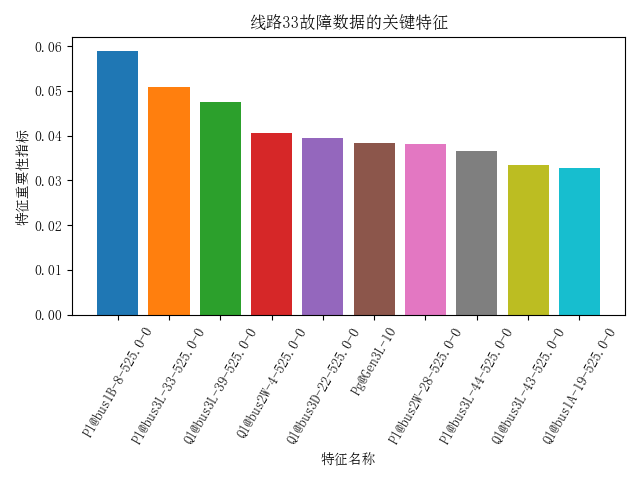 线路33故障数据的关键特征
特征重要性指标
0.06
0.05
0.04
0.03
0.02
0.01
0.00
Pl@bus1B-8-525.0-0
Pl@bus3L-33-525.0-0
Ql@bus3L-39-525.0-0
Ql@bus2W-4-525.0-0
Ql@bus3D-22-525.0-0
Pg@Gen3L-10
Pl@bus2W-28-525.0-0
Pl@bus3L-44-525.0-0
Ql@bus3L-43-525.0-0
Ql@bus1A-19-525.0-0
特征名称